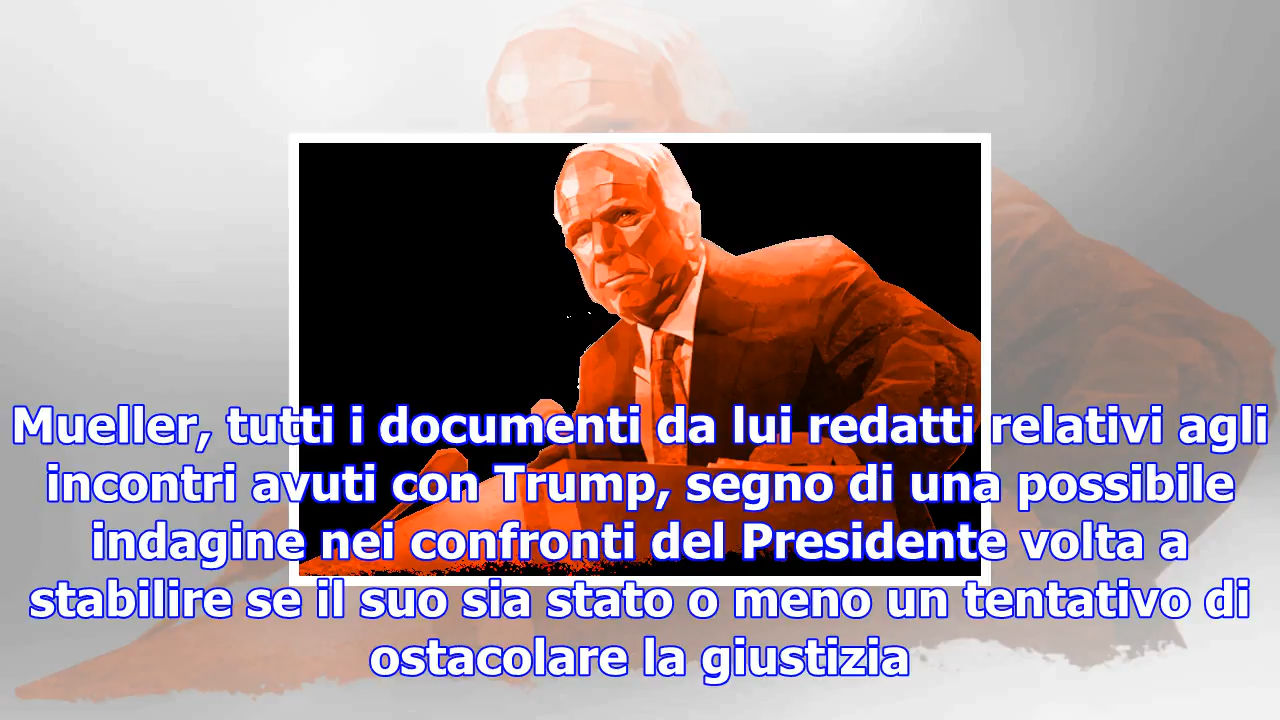 Mueller, tutti i documenti da lui redatti relativi agli
incontri avuti con Trump, segno di una possibile
indagine nei confronti del Presidente volta a
stabilire se il suo sia stato o meno un tentativo di
ostacolare la giustizia